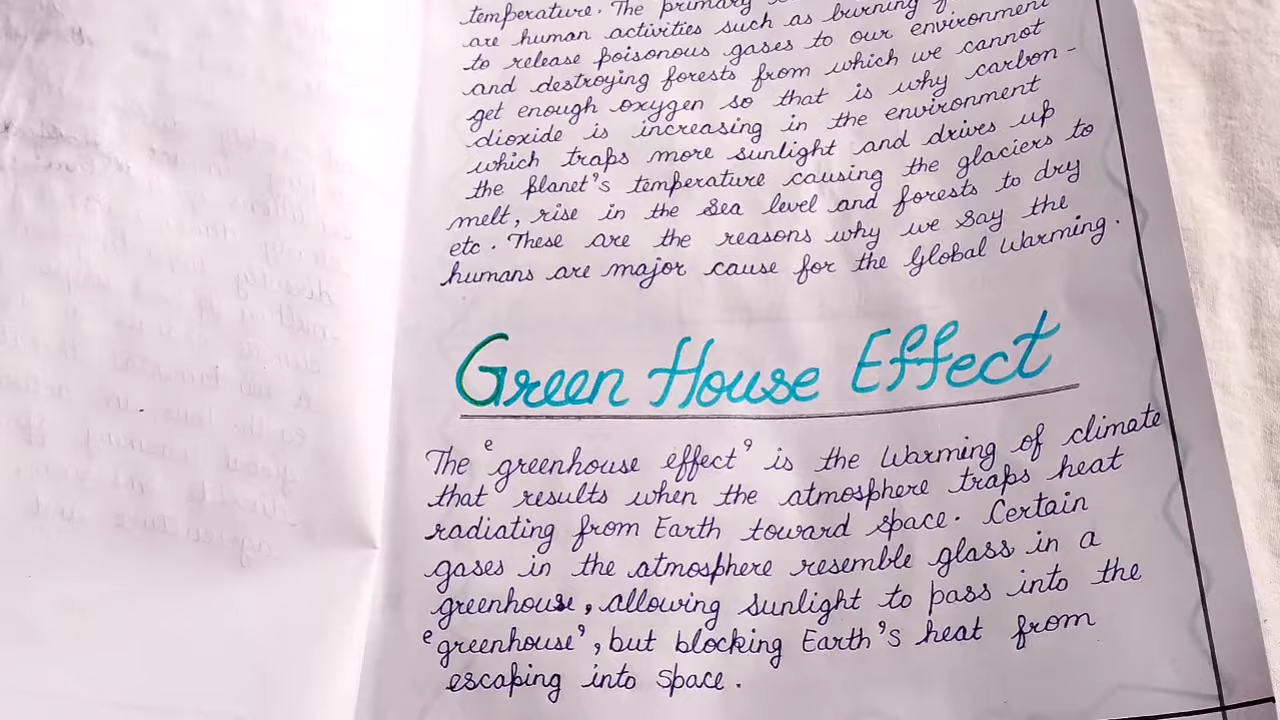 temperature. The primary
are human activities such as burning
to release poisonous gases to our environment
and destroying forests from which we cannot
get enough oxygen so that is why carbon-
dioxide is increasing in the environment
which traps more sunlight and drives up
the planet's temperature causing the glaciers to
melt, rise in the sea level and forests to dry
etc. These are the reasons why we say the
humans are major cause for the Global Warming.
Green House Effect
The 'greenhouse effect' is the Warming of climate
that results when the atmosphere traps heat
radiating from Earth toward space. Certain
gases in the atmosphere resemble glass in a
greenhouse, allowing sunlight to pass into the
'greenhouse', but blocking Earth's heat from
escaping into space.